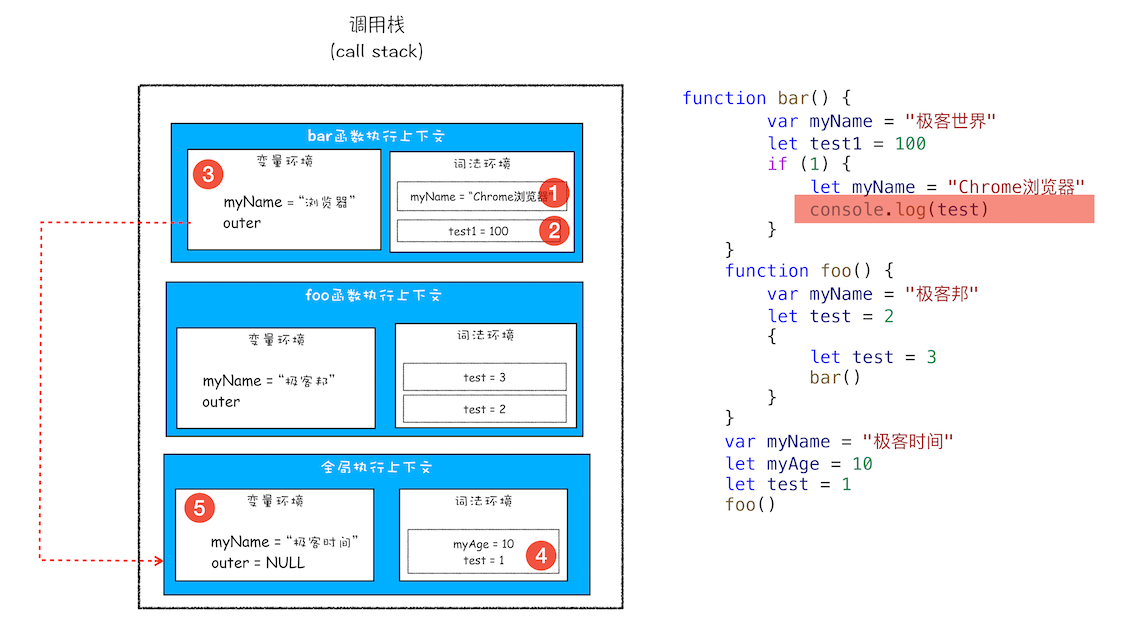 调用栈
(call stack)
bar函数执行上下文
变量环境
3
myName = “浏览器”
outer
词法环境
myName = “Chrome浏览器”
1
test1 = 100
2
foo函数执行上下文
变量环境
myName = “极客邦”
outer
词法环境
test = 3
test = 2
全局执行上下文
变量环境
5
myName = “极客时间”
outer = NULL
词法环境
myAge = 10
test = 1
4
function bar() {
var myName = "极客世界"
let test1 = 100
if (1) {
let myName = "Chrome浏览器"
console.log(test)
}
}
function foo() {
var myName = "极客邦"
let test = 2
{
let test = 3
bar()
}
}
var myName = "极客时间"
let myAge = 10
let test = 1
foo()